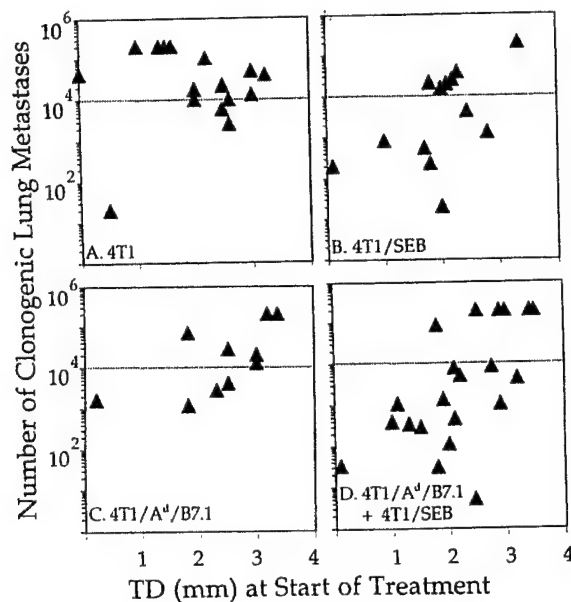 Number of Clonogenic Lung Metastases
10^6
10^4
10^2
A. 4T1
B. 4T1/SEB
10^6
10^4
10^2
C. 4T1/A^d/B7.1
D. 4T1/A^d/B7.1
+ 4T1/SEB
1 2 3 4
1 2 3 4
TD (mm) at Start of Treatment